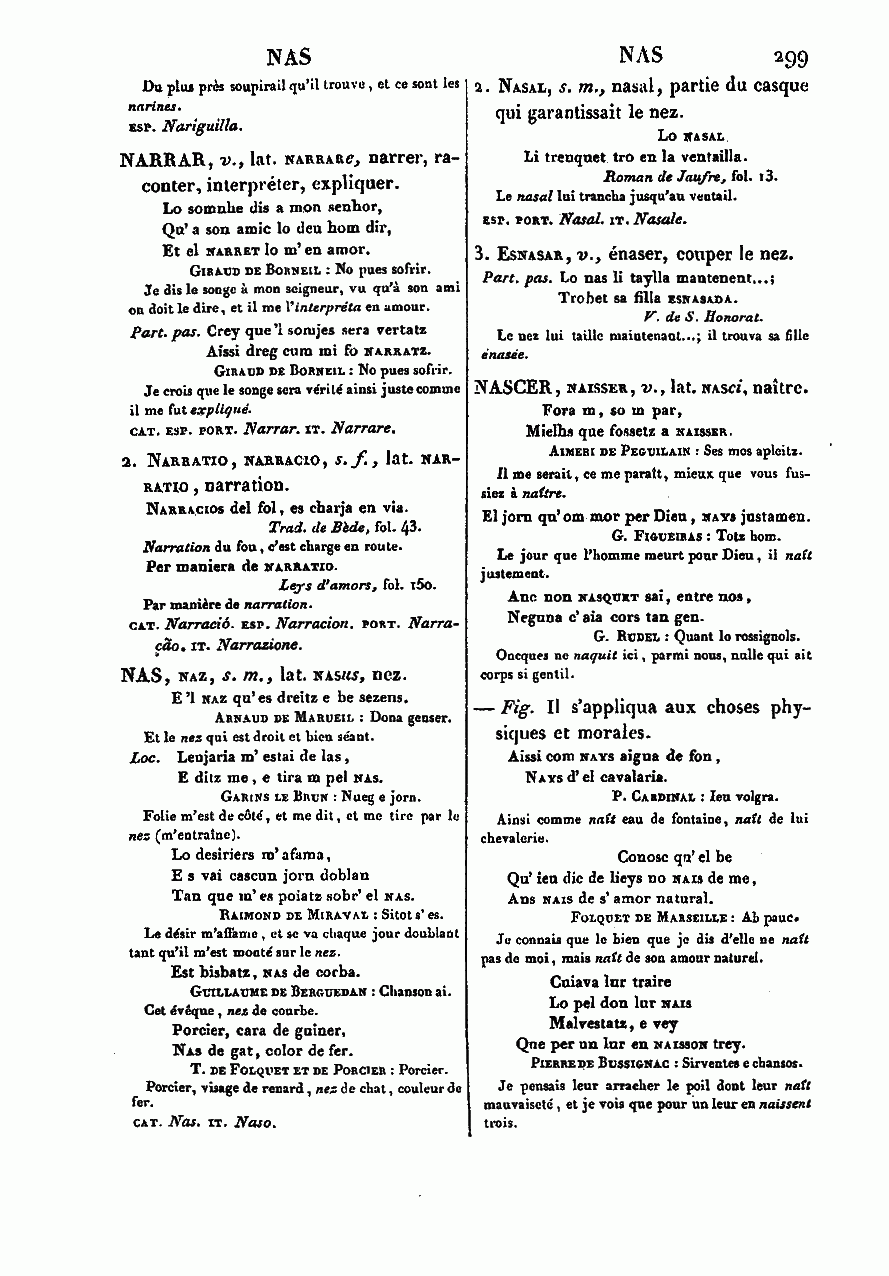 NAS
NAS 299
Du plus près soupirail qu'il trouve, et ce sont les
narines.
ESP. Nariguilla.
NARRAR, v., lat. NARRARe, narrer, ra-
conter, interpréter, expliquer.
Lo somnhe dis a mon senhor,
Qu' a son amic lo deu hom dir,
Et el NARRET lo m' en amor.
GIRAUD DE BORNEIL : No pues sofrir.
Je dis le songe à mon seigneur, vu qu'à son ami
on doit le dire, et il me l'interpréta en amour.
Part. pas. Crey que 'l somjes sera vertatz
Aissi dreg cum mi fo NARRATZ.
GIRAUD DE BORNEIL : No pues sofrir.
Je crois que le songe sera vérité ainsi juste comme
il me fut expliqué.
CAT. ESP. PORT. Narrar. IT. Narrare.
2. NARRATIO, NARRACIO, s. f., lat. NAR-
RATIO, narration.
NARRACIOS del fol, es charja en via.
Trad. de Bède, fol. 43.
Narration du fou, c'est charge en route.
Per maniera de NARRATIO.
Leys d'amors, fol. 150.
Par manière de narration.
CAT. Narració. ESP. Narracion. PORT. Narra-
ção. IT. Narrazione.
NAS, NAZ, s. m., lat. NASus, nez.
E 'l NAZ qu' es dreitz e be sezens.
ARNAUD DE MARUEIL : Dona genser.
Et le nez qui est droit et bien séant.
Loc. Leujaria m' estai de las,
E ditz me, e tira m pel NAS.
GARINS LE BRUN : Nueg e jorn.
Folie m'est de côté, et me dit, et me tire par le
nez (m'entraîne).
Lo desiriers m' afama,
E s vai cascun jorn doblan
Tan que m' es poiatz sobr' el NAS.
RAIMOND DE MIRAVAL : Sitot s' es.
Le désir m'affame, et se va chaque jour doublant
tant qu'il m'est monté sur le nez.
Est bisbatz, NAS de corba.
GUILLAUME DE BERGUEDAN : Chanson ai.
Cet évêque, nez de courbe.
Porcier, cara de guiner,
NAS de gat, color de fer.
T. DE FOLQUET ET DE PORCIER : Porcier.
Porcier, visage de renard, nez de chat, couleur de
fer.
CAT. Nas. IT. Naso.
2. NASAL, s. m., nasal, partie du casque
qui garantissait le nez.
Lo NASAL
Li trenquet tro en la ventailla.
Roman de Jaufre, fol. 13.
Le nasal lui trancha jusqu'au ventail.
ESP. PORT. Nasal. IT. Nasale.
3. ESNASAR, v., énaser, couper le nez.
Part. pas. Lo nas li taylla mantenent...;
Trobet sa filla ESNASADA.
V. de S. Honorat.
Le nez lui taille maintenant...; il trouva sa fille
énasée.
NASCER, NAISSER, v., lat. NASci, naître.
Fora m, so m par,
Mielhs que fossetz a NAISSER.
AIMERI DE PEGUILAIN : Ses mos apleitz.
Il me serait, ce me paraît, mieux que vous fus-
siez à naître.
El jorn qu' om mor per Dieu, NAYS justamen.
G. FIGUEIRAS : Totz hom.
Le jour que l'homme meurt pour Dieu, il naît
justement.
Anc non NASQUET sai, entre nos,
Neguna c' aia cors tan gen.
G. RUDEL : Quant lo rossignols.
Oncques ne naquit ici, parmi nous, nulle qui ait
corps si gentil.
— Fig. Il s'appliqua aux choses phy-
siques et morales.
Aissi com NAYS aigua de fon,
NAYS d' el cavalaria.
P. CARDINAL : Ieu volgra.
Ainsi comme naît eau de fontaine, naît de lui
chevalerie.
Conosc qu' el be
Qu' ieu dic de lieys no NAIS de me,
Ans NAIS de s' amor natural.
FOLQUET DE MARSEILLE : Ab pauc.
Je connais que le bien que je dis d'elle ne naît
pas de moi, mais naît de son amour naturel.
Cuiava lur traire
Lo pel don lur NAIS
Malvestatz, e vey
Que per un lur en NAISSON trey.
PIERRE DE BUSSIGNAC : Sirventes e chansos.
Je pensais leur arracher le poil dont leur naît
mauvaiseté, et je vois que pour un leur en naissent
trois.